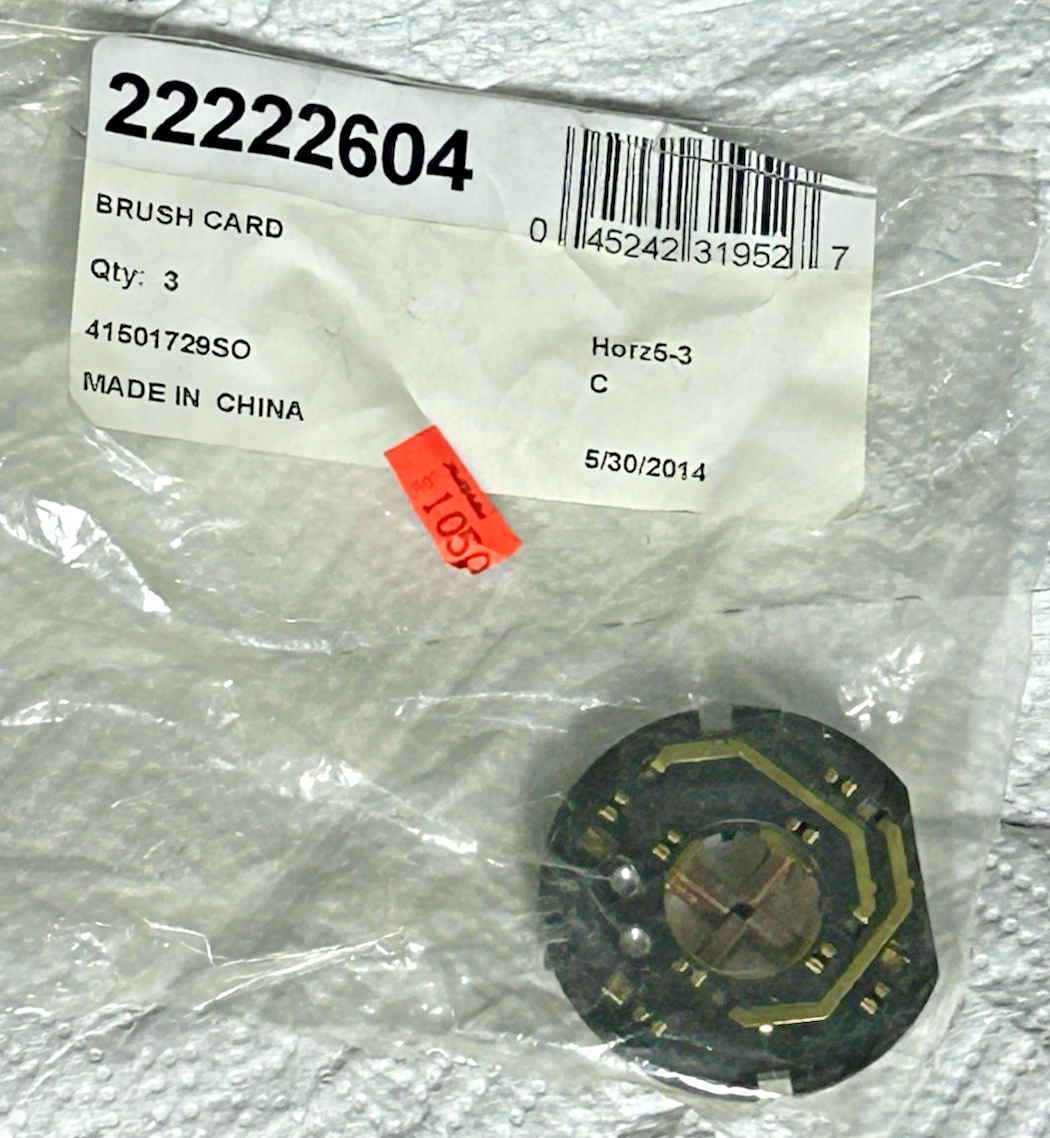 22222604
BRUSH CARD
Qty: 3
41501729SO
MADE IN CHINA
0 45242 31952 7
Horz5-3
C
5/30/2014
1050